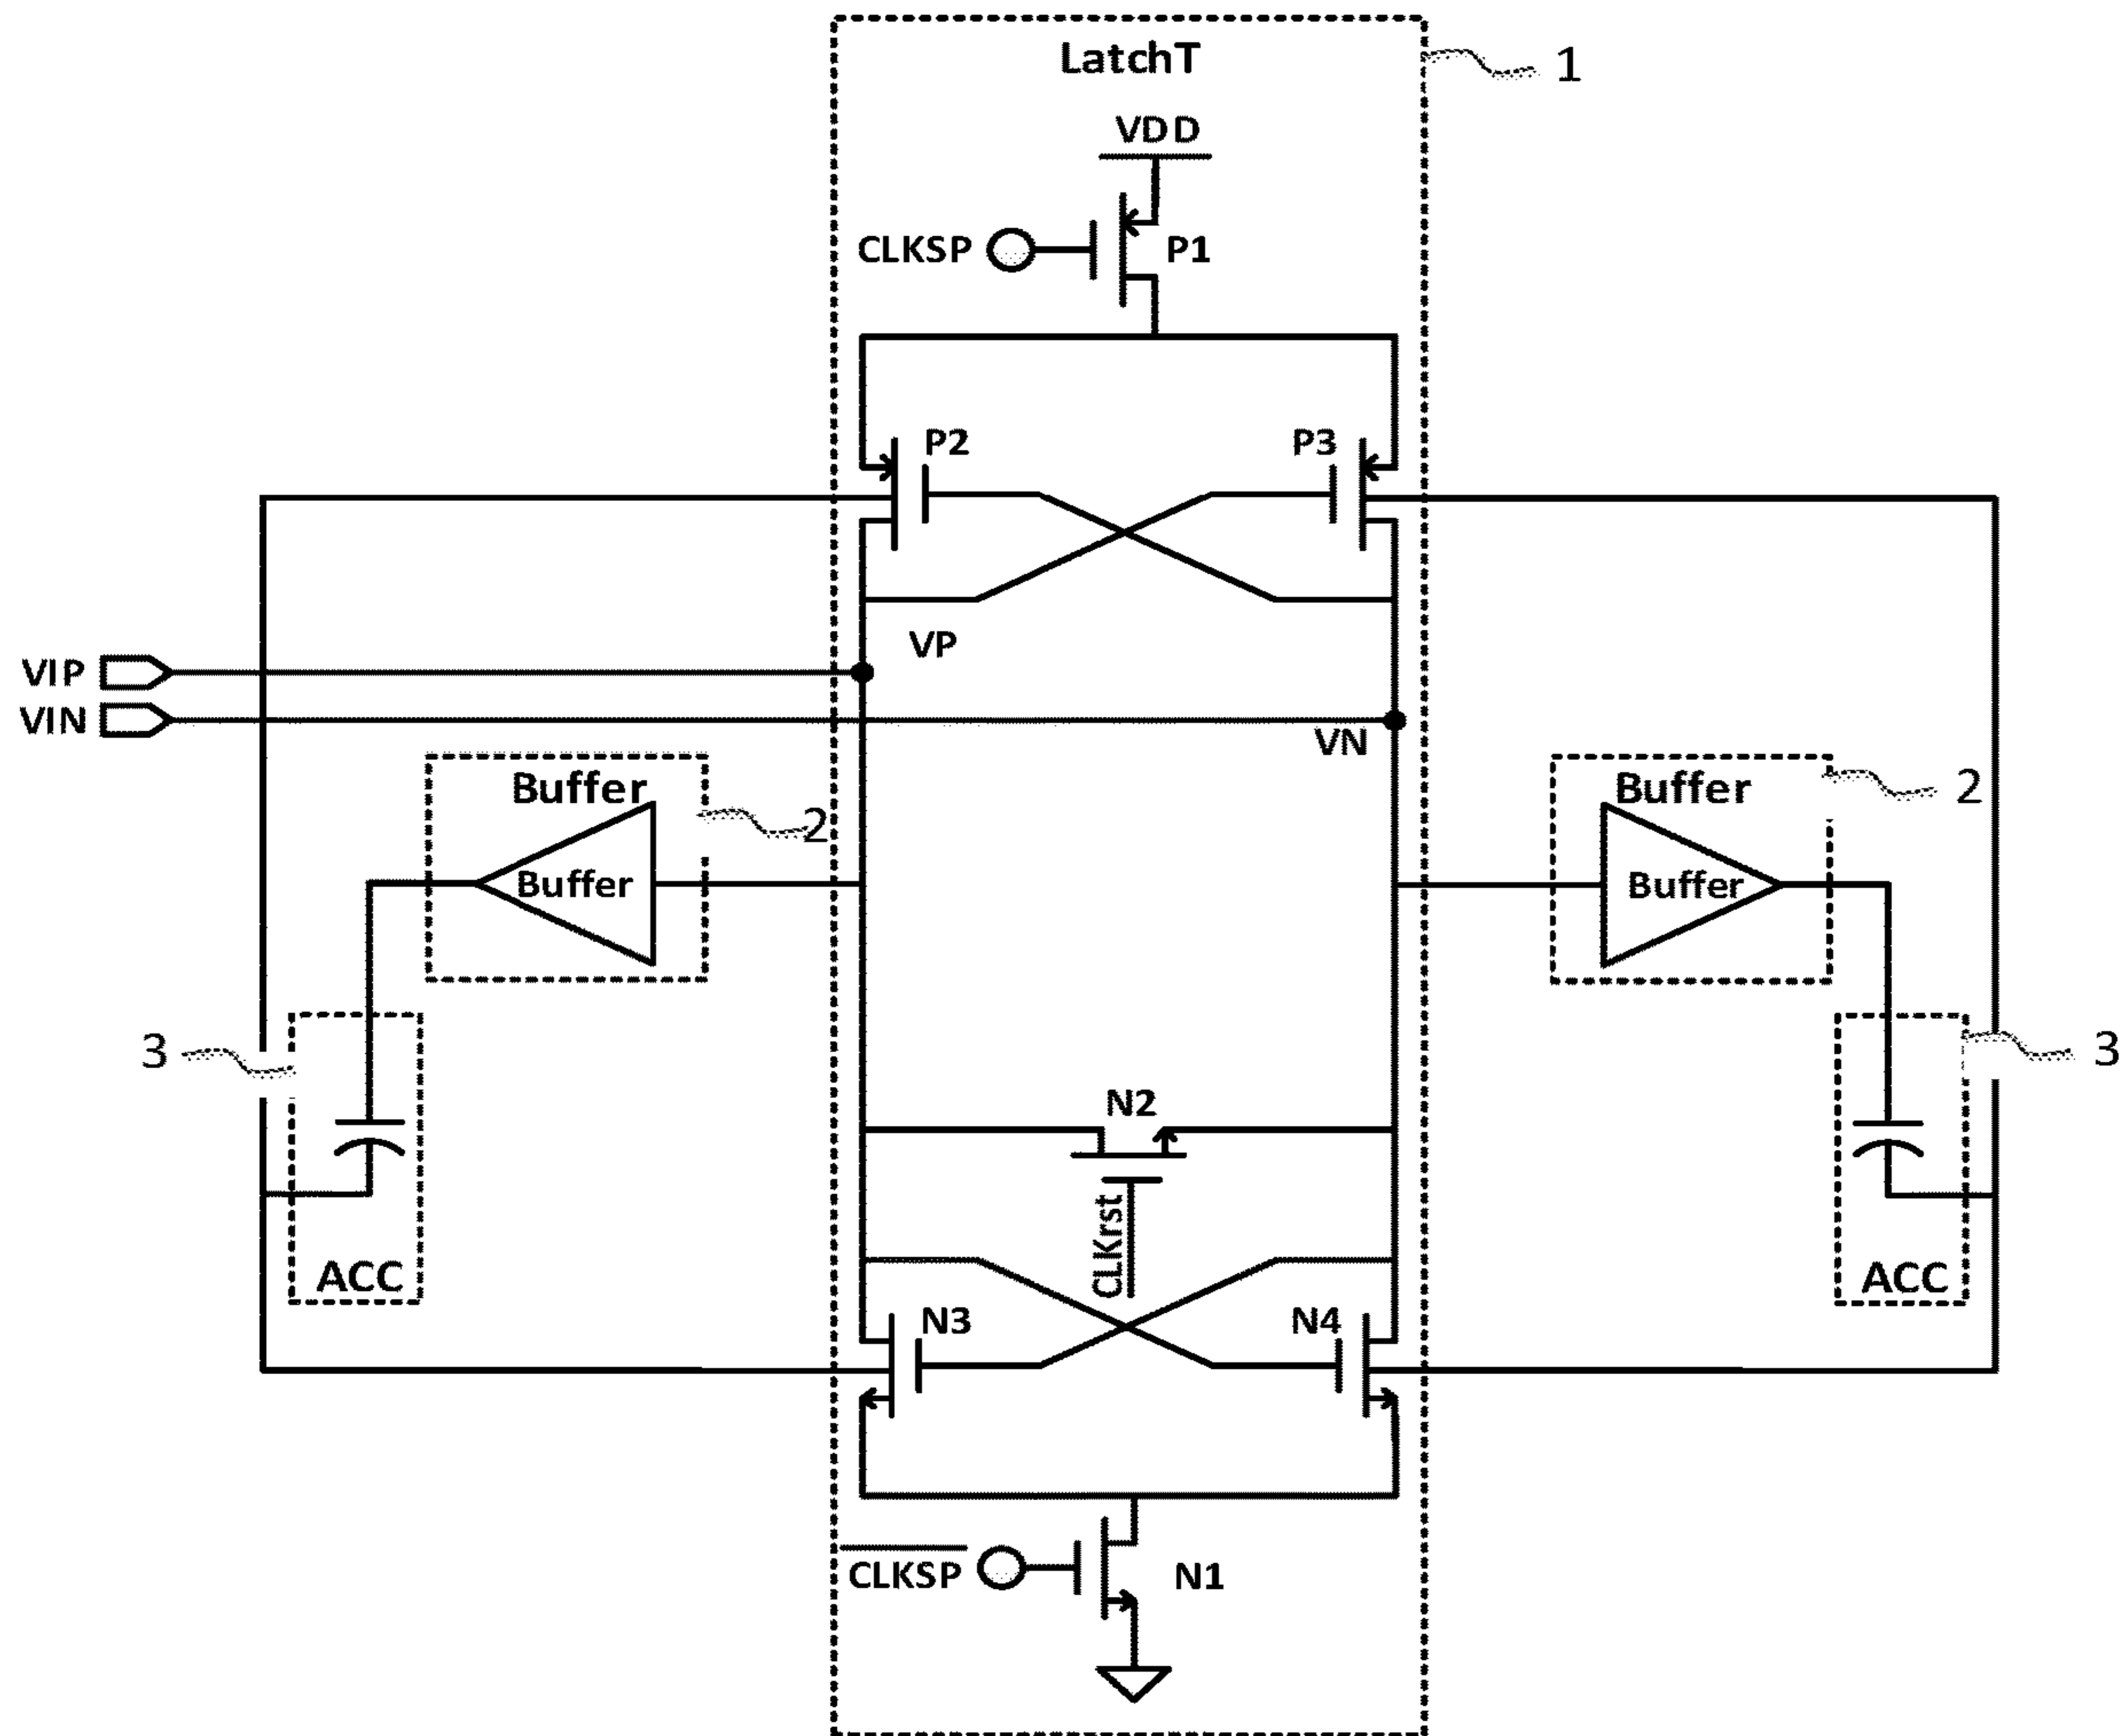 LatchT
1
VDD
CLKSP
P1
P2
P3
VP
VIP
VIN
VN
Buffer
2
Buffer
2
Buffer
Buffer
3
3
N2
CLKrst
ACC
ACC
N3
N4
CLKSP
N1